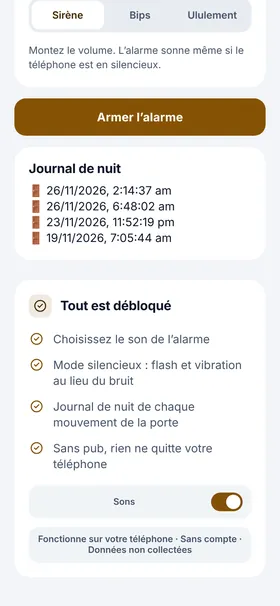 Sirène
Bips
Ululement
Montez le volume. L’alarme sonne même si le
téléphone est en silencieux.
Armer l’alarme
Journal de nuit
🚪 26/11/2026, 2:14:37 am
🚪 26/11/2026, 6:48:02 am
🚪 23/11/2026, 11:52:19 pm
🚪 19/11/2026, 7:05:44 am
Tout est débloqué
Choisissez le son de l’alarme
Mode silencieux : flash et vibration
au lieu du bruit
Journal de nuit de chaque
mouvement de la porte
Sans pub, rien ne quitte votre
téléphone
Sons
Fonctionne sur votre téléphone · Sans compte ·
Données non collectées